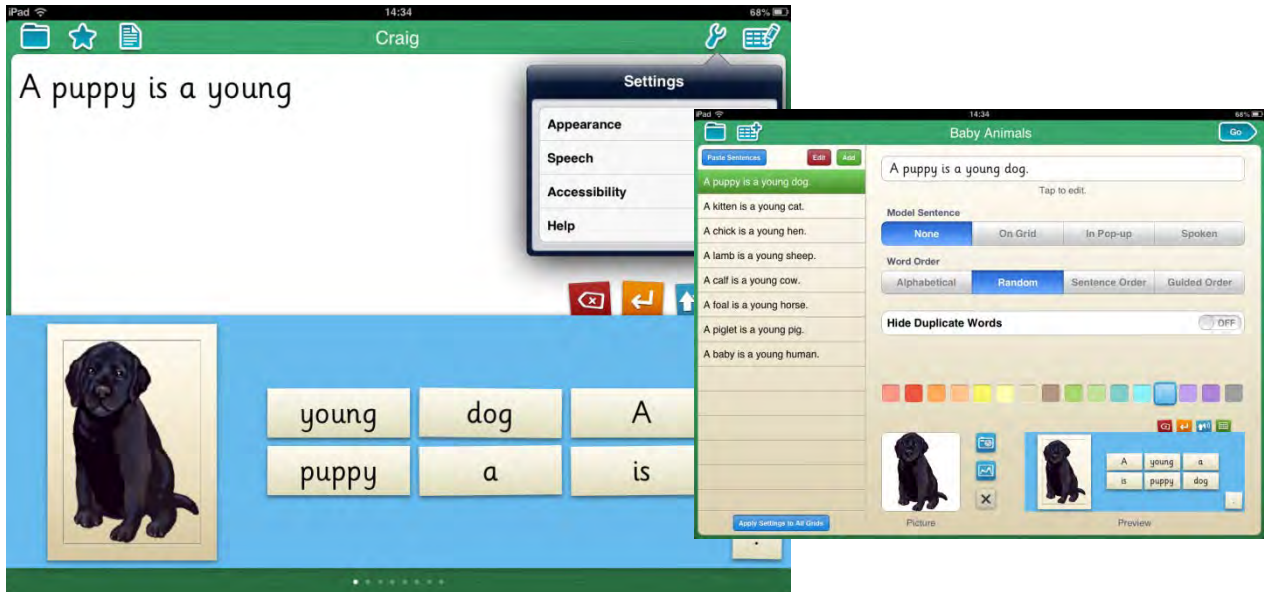 iPad 14:34 68%
Craig
A puppy is a young
Settings
Appearance
Speech
Accessibility
Help
young dog A
puppy a is
.
iPad 14:34 68%
Baby Animals Go
Paste Sentences Edit Add
A puppy is a young dog.
A kitten is a young cat.
A chick is a young hen.
A lamb is a young sheep.
A calf is a young cow.
A foal is a young horse.
A piglet is a young pig.
A baby is a young human.
Apply Settings to All Grids
A puppy is a young dog.
Tap to edit.
Model Sentence
None On Grid In Pop-up Spoken
Word Order
Alphabetical Random Sentence Order Guided Order
Hide Duplicate Words OFF
A young a
is puppy dog
.
Picture Preview